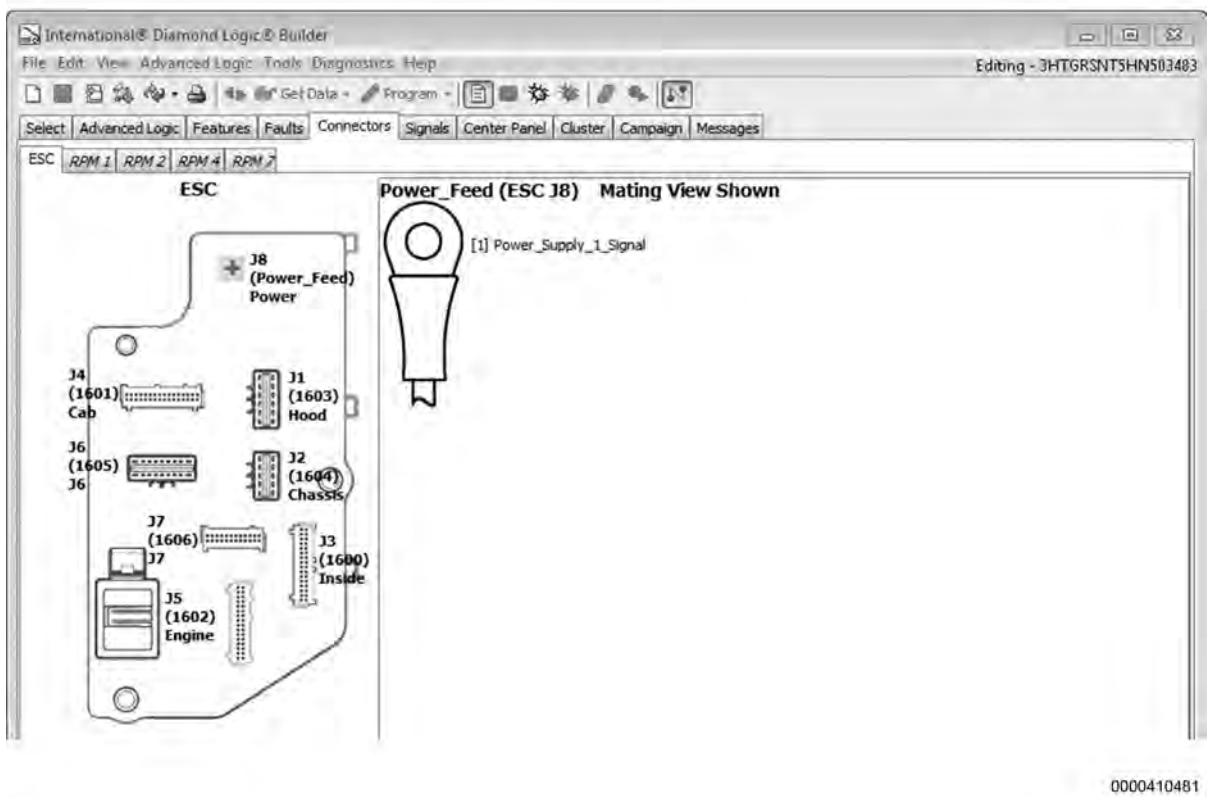 International® Diamond Logic® Builder
File Edit View Advanced Logic Tools Diagnostics Help
Editing - 3HTGRSNT5HN503483
Get Data Program
Select Advanced Logic Features Faults Connectors Signals Center Panel Cluster Campaign Messages
ESC RPM 1 RPM 2 RPM 4 RPM 7
ESC
J8
(Power_Feed)
Power
J4
(1601)
Cab
J1
(1603)
Hood
J6
(1605)
J6
J2
(1604)
Chassis
J7
(1606)
J7
J3
(1600)
Inside
J5
(1602)
Engine
Power_Feed (ESC J8) Mating View Shown
[1] Power_Supply_1_Signal
0000410481